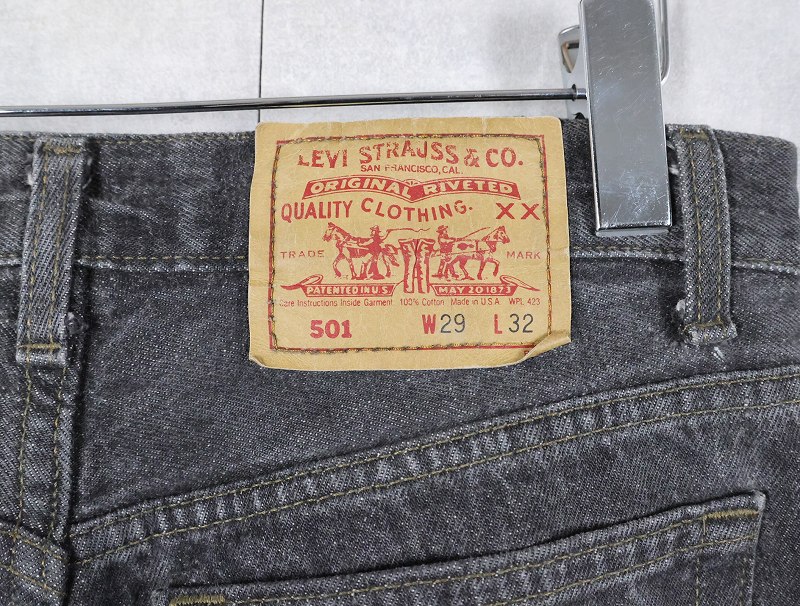 LEVI STRAUSS & CO.
SAN FRANCISCO, CAL.
ORIGINAL RIVETED
QUALITY CLOTHING. XX
TRADE MARK
PATENTED IN U.S. MAY 20 1873
Care Instructions Inside Garment 100% Cotton Made in U.S.A WPL 423
501 W29 L32